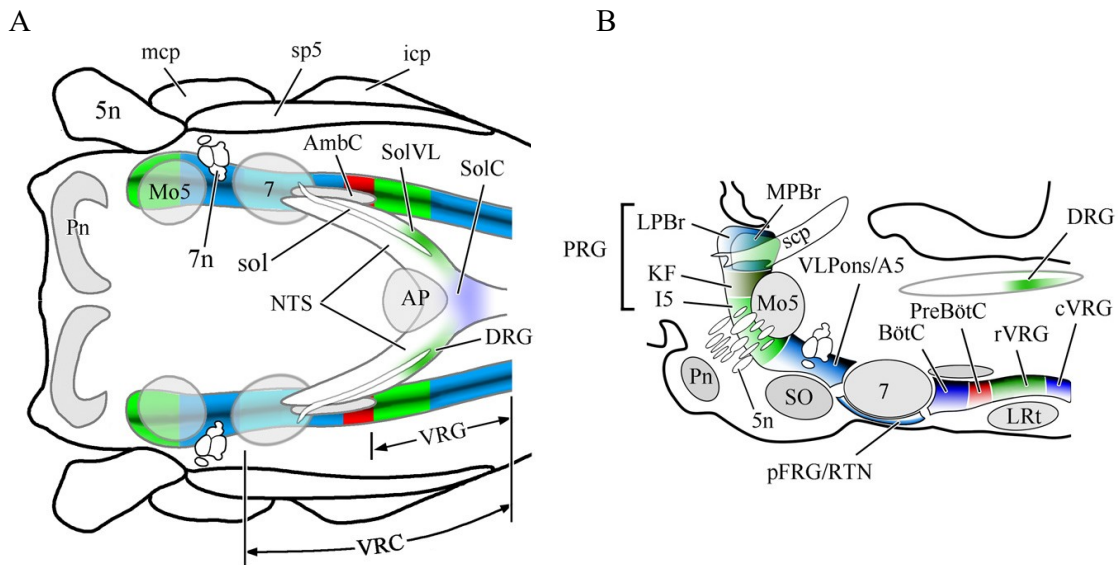 A
mcp
sp5
icp
5n
AmbC
SolVL
SolC
Mo5
7
Pn
7n
sol
NTS
AP
DRG
VRG
VRC
B
MPBr
LPBr
scp
DRG
PRG
VLPons/A5
KF
PreBötC
cVRG
I5
Mo5
BötC
rVRG
Pn
SO
7
LRt
5n
pFRG/RTN